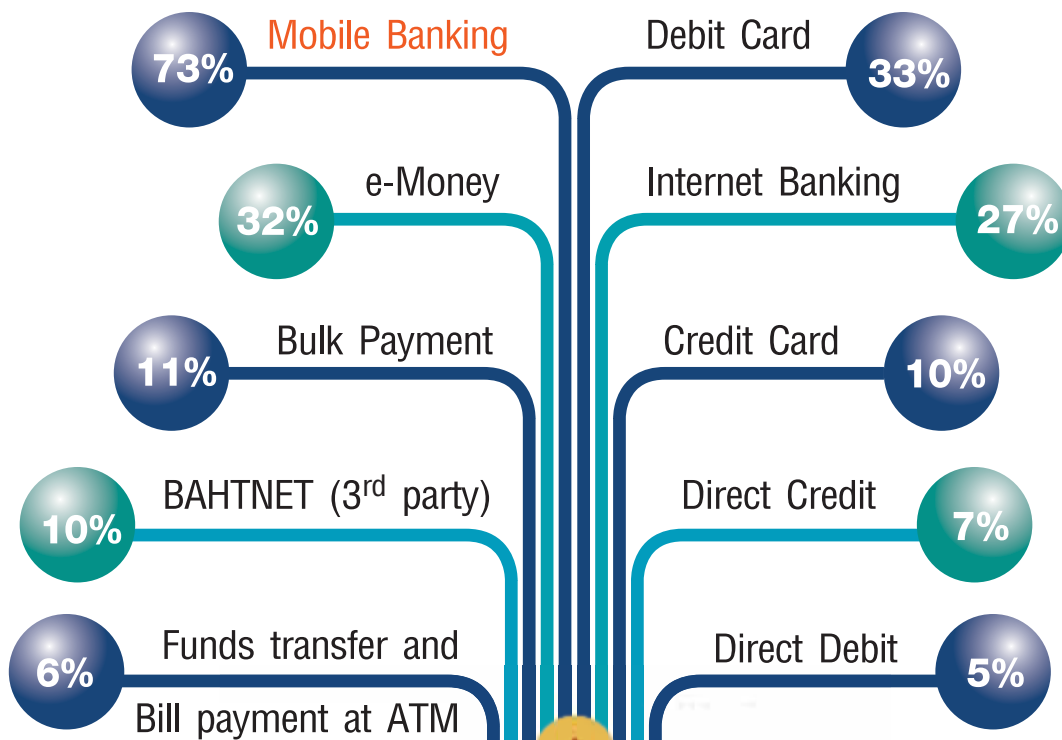 Mobile Banking
73%
Debit Card
33%
e-Money
32%
Internet Banking
27%
Bulk Payment
11%
Credit Card
10%
BAHTNET (3rd party)
10%
Direct Credit
7%
Funds transfer and
Bill payment at ATM
6%
Direct Debit
5%